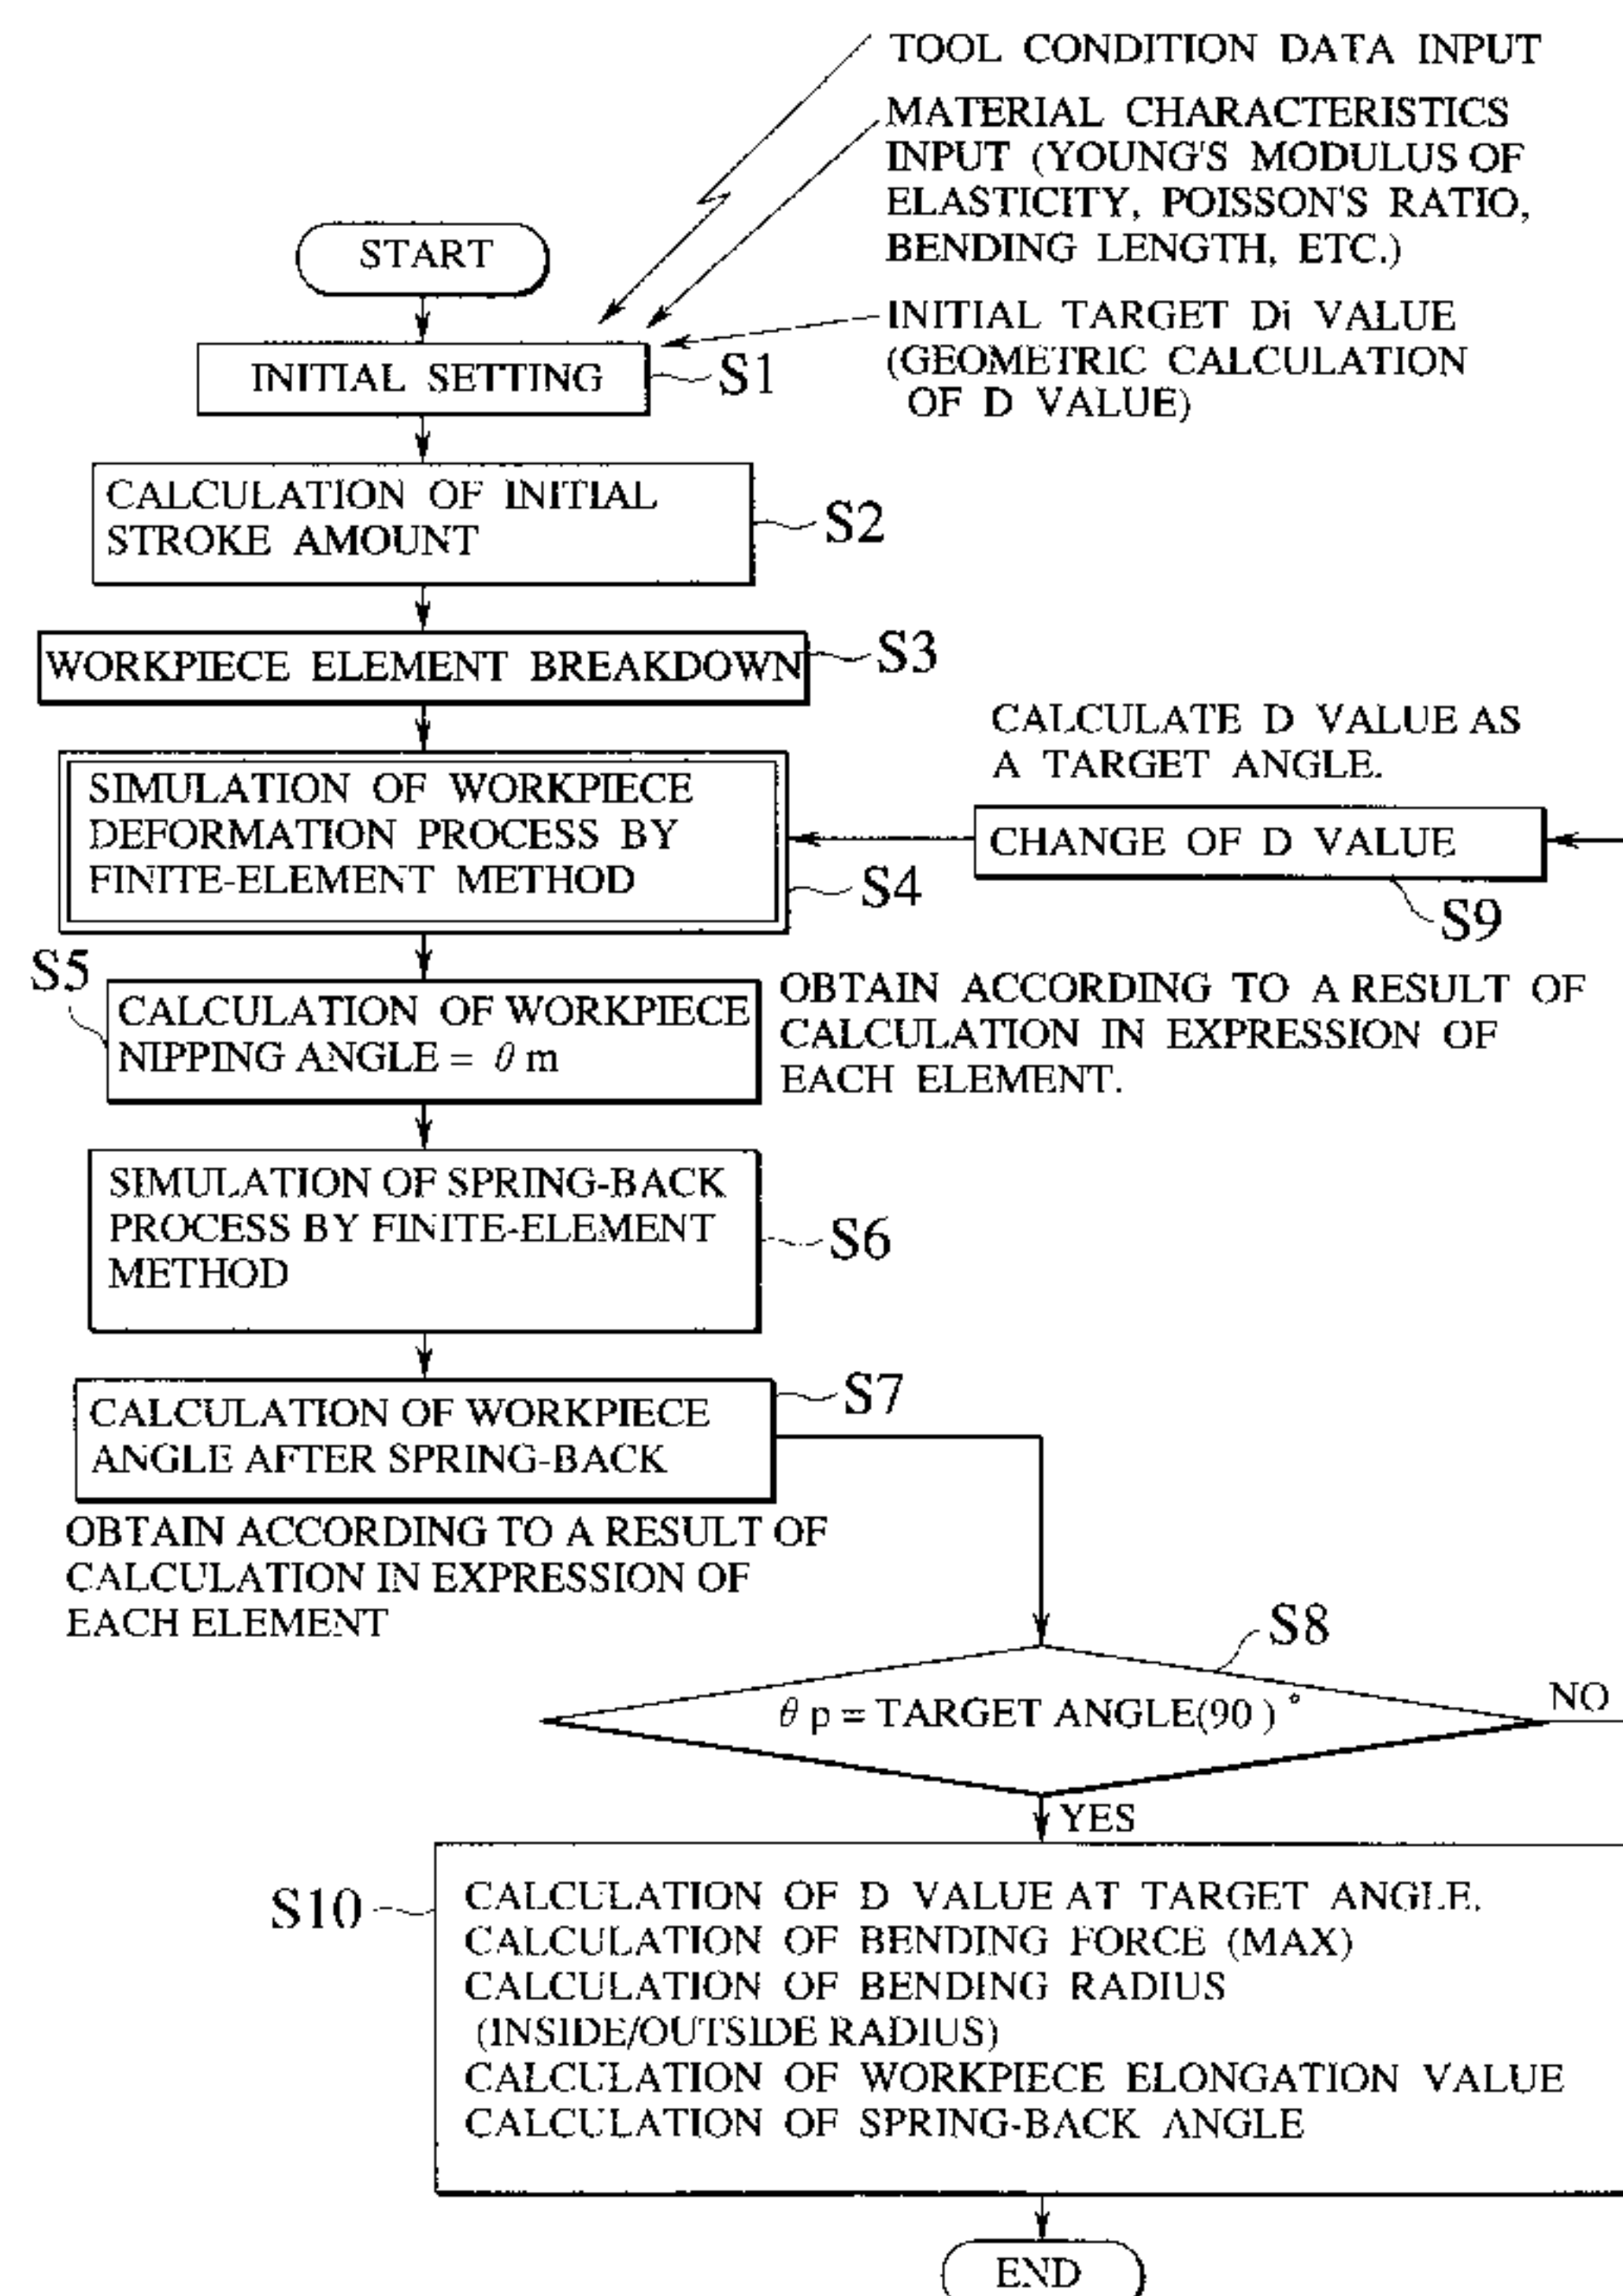 TOOL CONDITION DATA INPUT
MATERIAL CHARACTERISTICS
INPUT (YOUNG'S MODULUS OF
ELASTICITY, POISSON'S RATIO,
BENDING LENGTH, ETC.)
START
INITIAL TARGET Di VALUE
(GEOMETRIC CALCULATION
OF D VALUE)
INITIAL SETTING
S1
CALCULATION OF INITIAL
STROKE AMOUNT
S2
WORKPIECE ELEMENT BREAKDOWN
S3
CALCULATE D VALUE AS
A TARGET ANGLE.
SIMULATION OF WORKPIECE
DEFORMATION PROCESS BY
FINITE-ELEMENT METHOD
S4
CHANGE OF D VALUE
S9
S5
CALCULATION OF WORKPIECE
NIPPING ANGLE = θ m
OBTAIN ACCORDING TO A RESULT OF
CALCULATION IN EXPRESSION OF
EACH ELEMENT.
SIMULATION OF SPRING-BACK
PROCESS BY FINITE-ELEMENT
METHOD
S6
CALCULATION OF WORKPIECE
ANGLE AFTER SPRING-BACK
S7
OBTAIN ACCORDING TO A RESULT OF
CALCULATION IN EXPRESSION OF
EACH ELEMENT
S8
θ p = TARGET ANGLE(90 )°
NO
YES
S10
CALCULATION OF D VALUE AT TARGET ANGLE.
CALCULATION OF BENDING FORCE (MAX)
CALCULATION OF BENDING RADIUS
(INSIDE/OUTSIDE RADIUS)
CALCULATION OF WORKPIECE ELONGATION VALUE
CALCULATION OF SPRING-BACK ANGLE
END